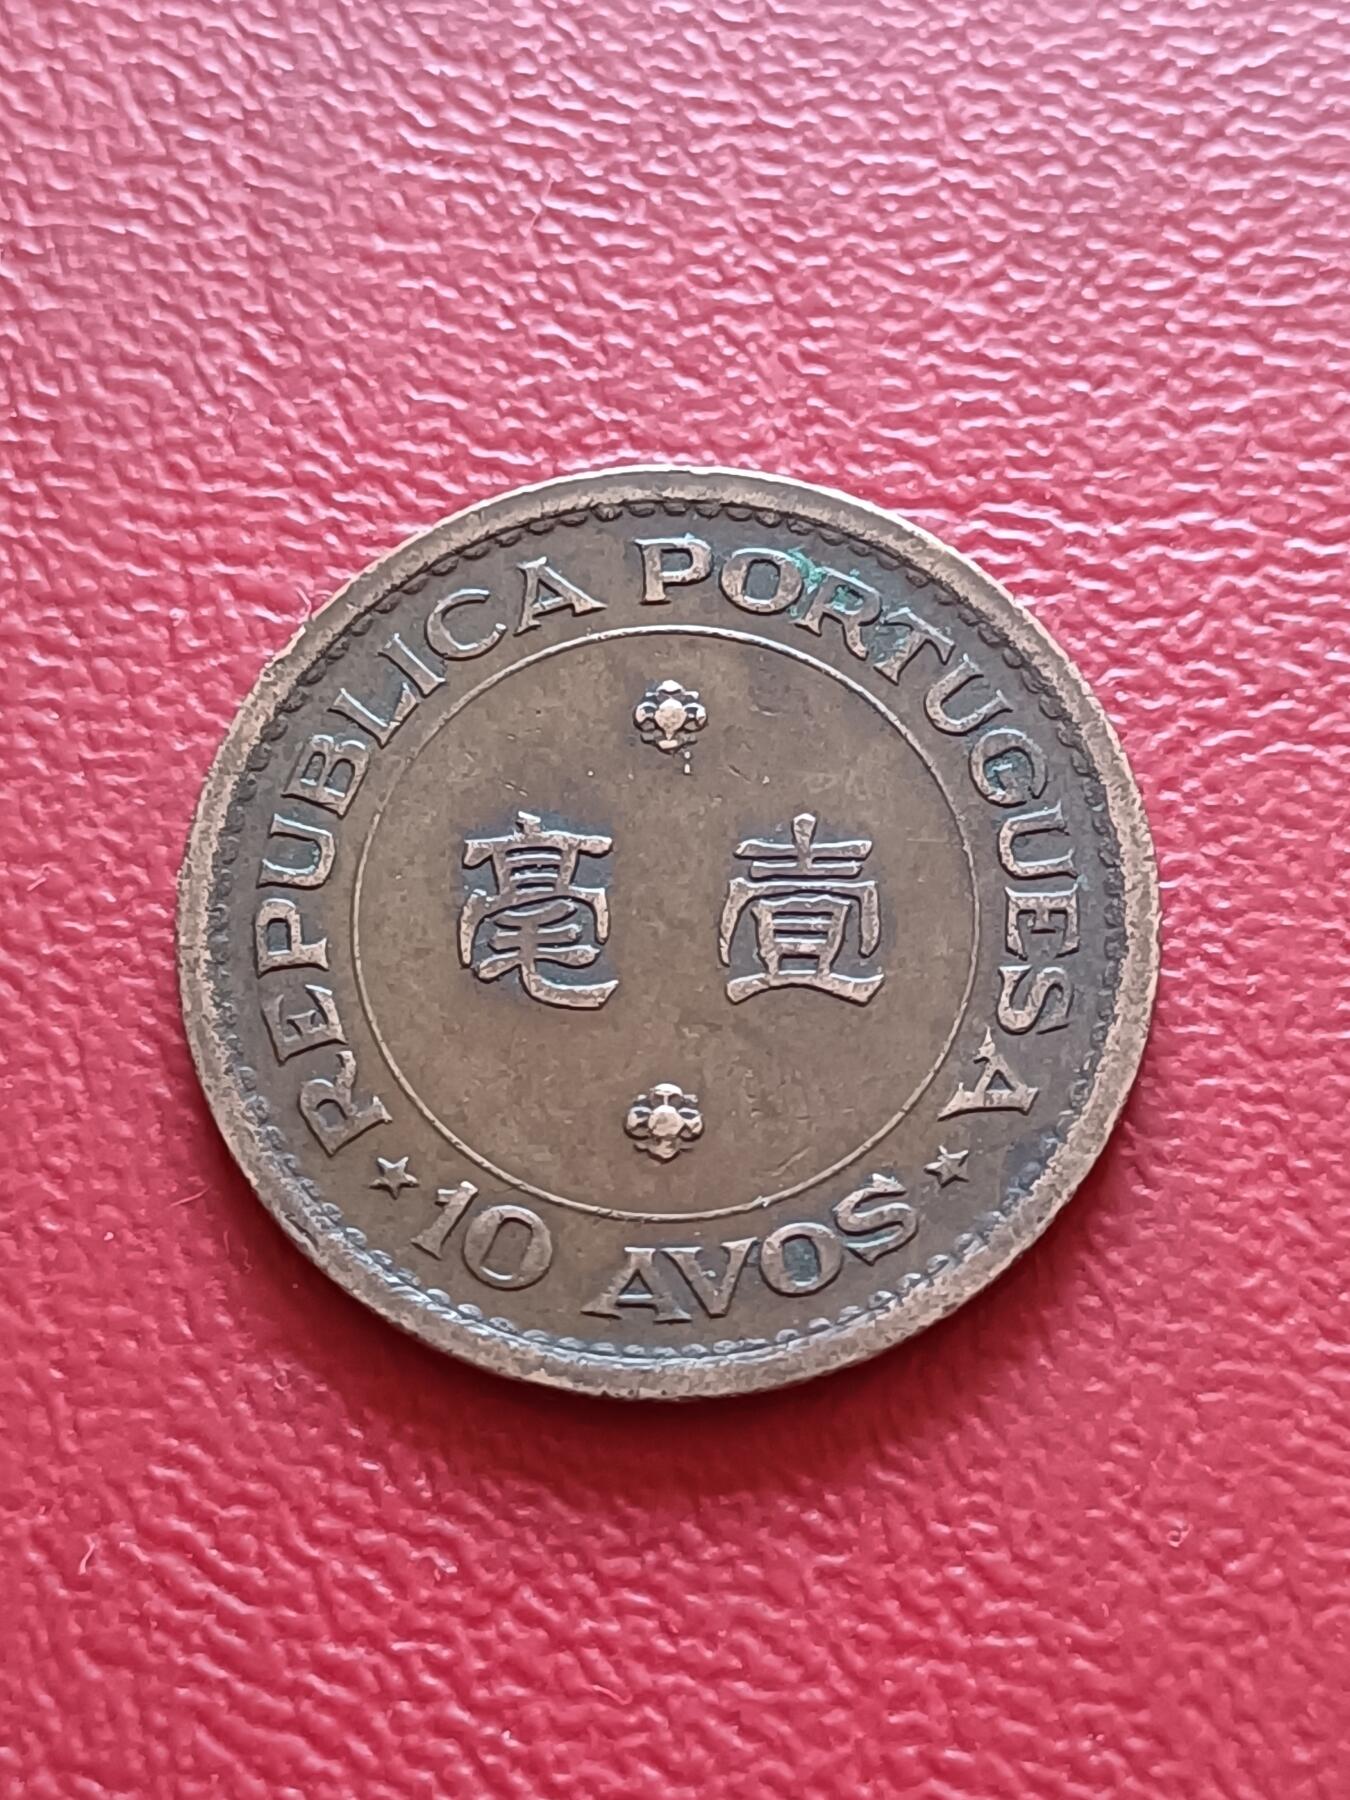 REPUBLICA PORTUGUESA
毫 壹
★ 10 AVOS ★